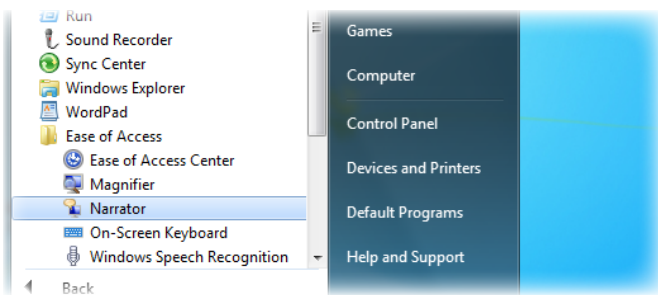 Run
Sound Recorder
Sync Center
Windows Explorer
WordPad
Ease of Access
Ease of Access Center
Magnifier
Narrator
On-Screen Keyboard
Windows Speech Recognition
Back
Games
Computer
Control Panel
Devices and Printers
Default Programs
Help and Support